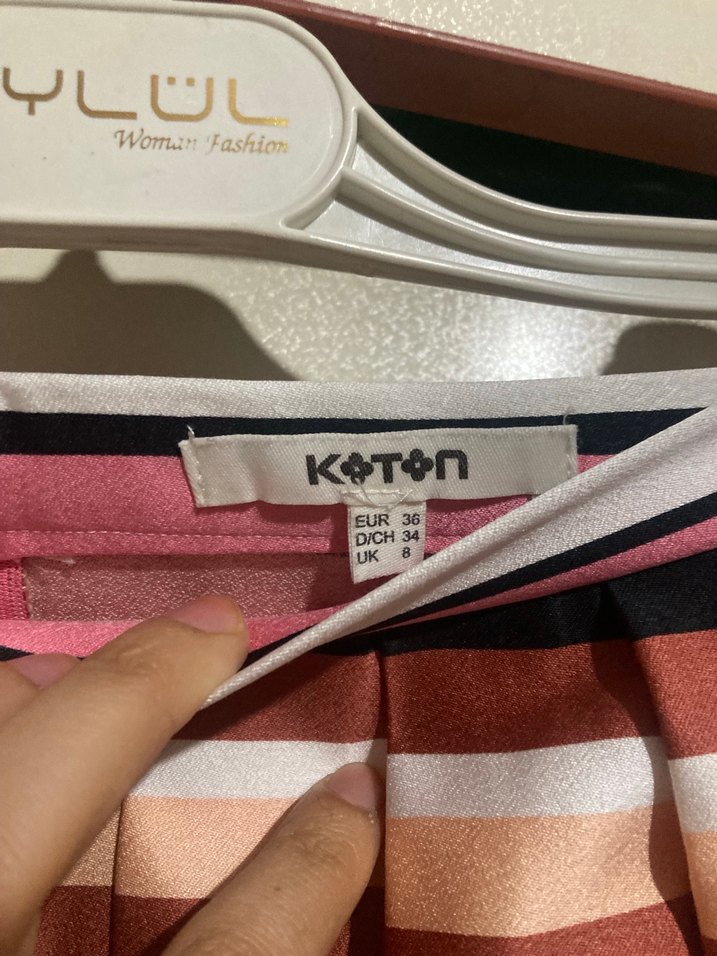 YLÜL
Woman Fashion
KOTON
EUR 36
D/CH 34
UK 8